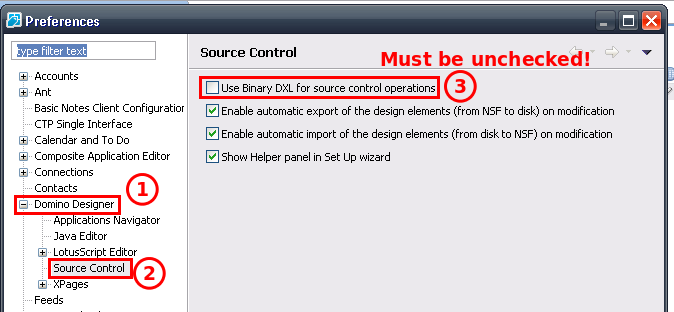 Preferences
type filter text
Accounts
Ant
Basic Notes Client Configuration
CTP Single Interface
Calendar and To Do
Composite Application Editor
Connections
Contacts
1
Domino Designer
Applications Navigator
Java Editor
LotusScript Editor
Source Control
2
XPages
Feeds
Source Control
Must be unchecked!
Use Binary DXL for source control operations
3
Enable automatic export of the design elements (from NSF to disk) on modification
Enable automatic import of the design elements (from disk to NSF) on modification
Show Helper panel in Set Up wizard